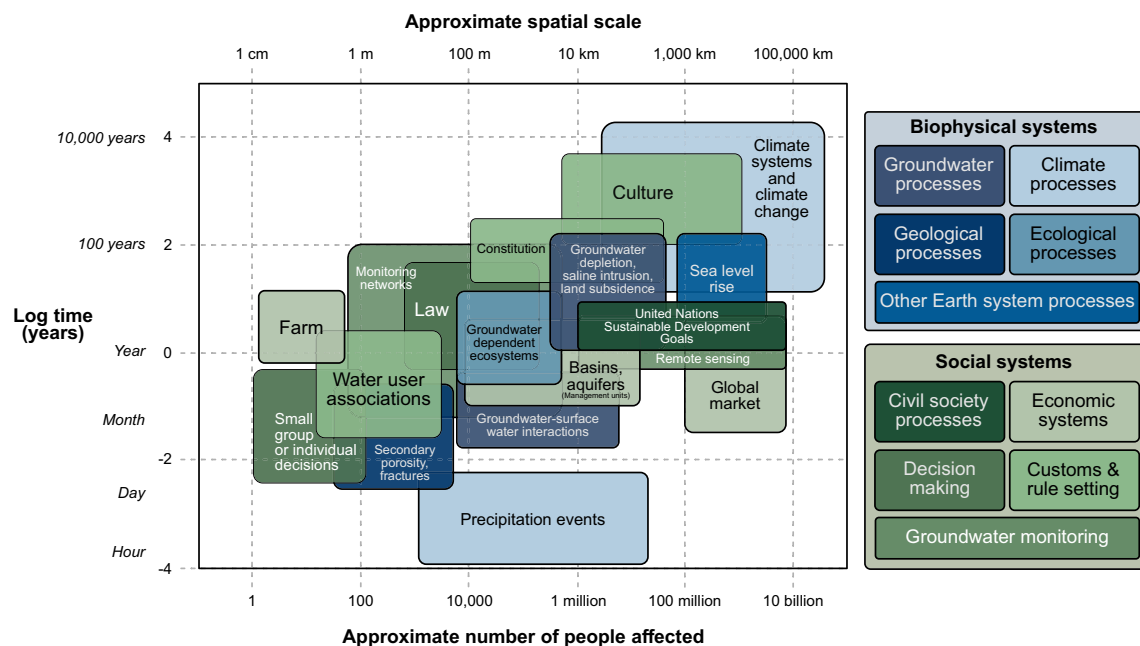 Approximate spatial scale
1 cm
1 m
100 m
10 km
1,000 km
100,000 km
Log time
(years)
10,000 years
100 years
Year
Month
Day
Hour
4
2
0
-2
-4
Climate
systems
and
climate
change
Culture
Constitution
Groundwater
depletion,
saline intrusion,
land subsidence
Sea level
rise
Monitoring
networks
Law
Farm
Groundwater
dependent
ecosystems
United Nations
Sustainable Development
Goals
Remote sensing
Basins,
aquifers
(Management units)
Global
market
Water user
associations
Small
group
or individual
decisions
Secondary
porosity,
fractures
Groundwater-surface
water interactions
Precipitation events
1
100
10,000
1 million
100 million
10 billion
Approximate number of people affected
Biophysical systems
Groundwater
processes
Climate
processes
Geological
processes
Ecological
processes
Other Earth system processes
Social systems
Civil society
processes
Economic
systems
Decision
making
Customs &
rule setting
Groundwater monitoring